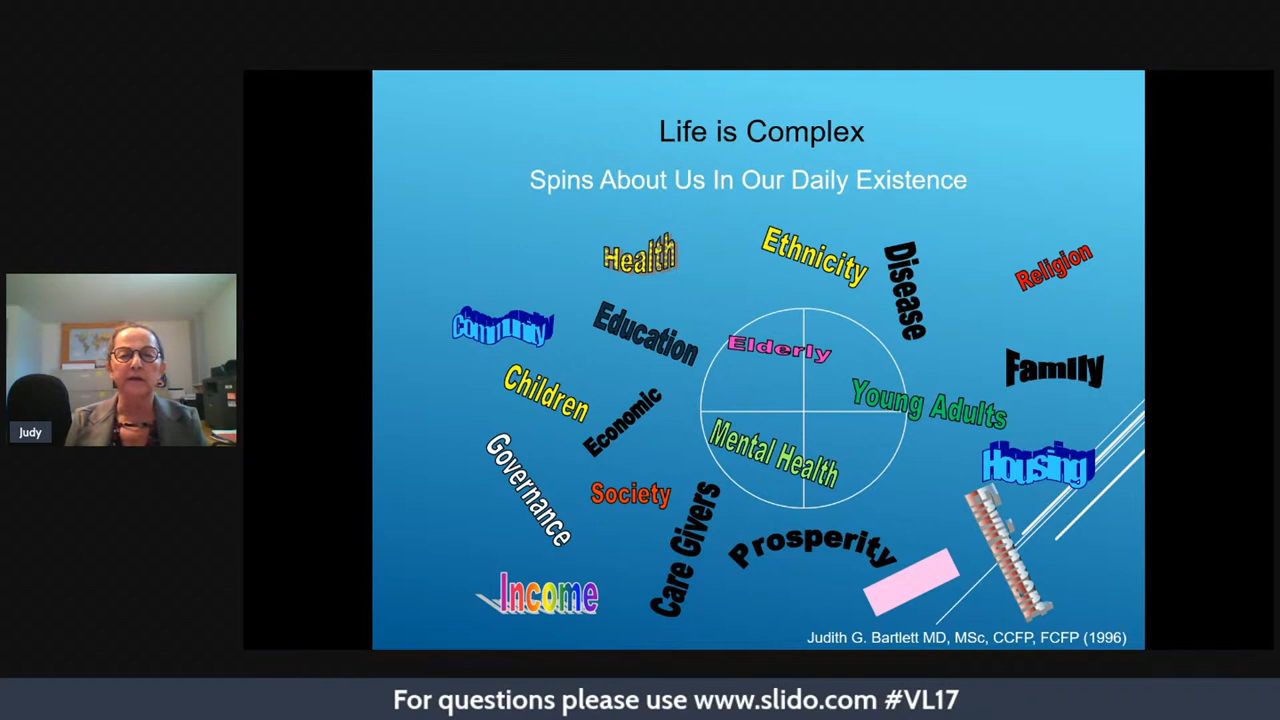 Life is Complex
Spins About Us In Our Daily Existence
Health
Ethnicity
Disease
Religion
Community
Education
Elderly
Family
Children
Economic
Young Adults
Mental Health
Housing
Governance
Society
Care Givers
Prosperity
Income
Judy
Judith G. Bartlett MD, MSc, CCFP, FCFP (1996)
For questions please use www.slido.com #VL17